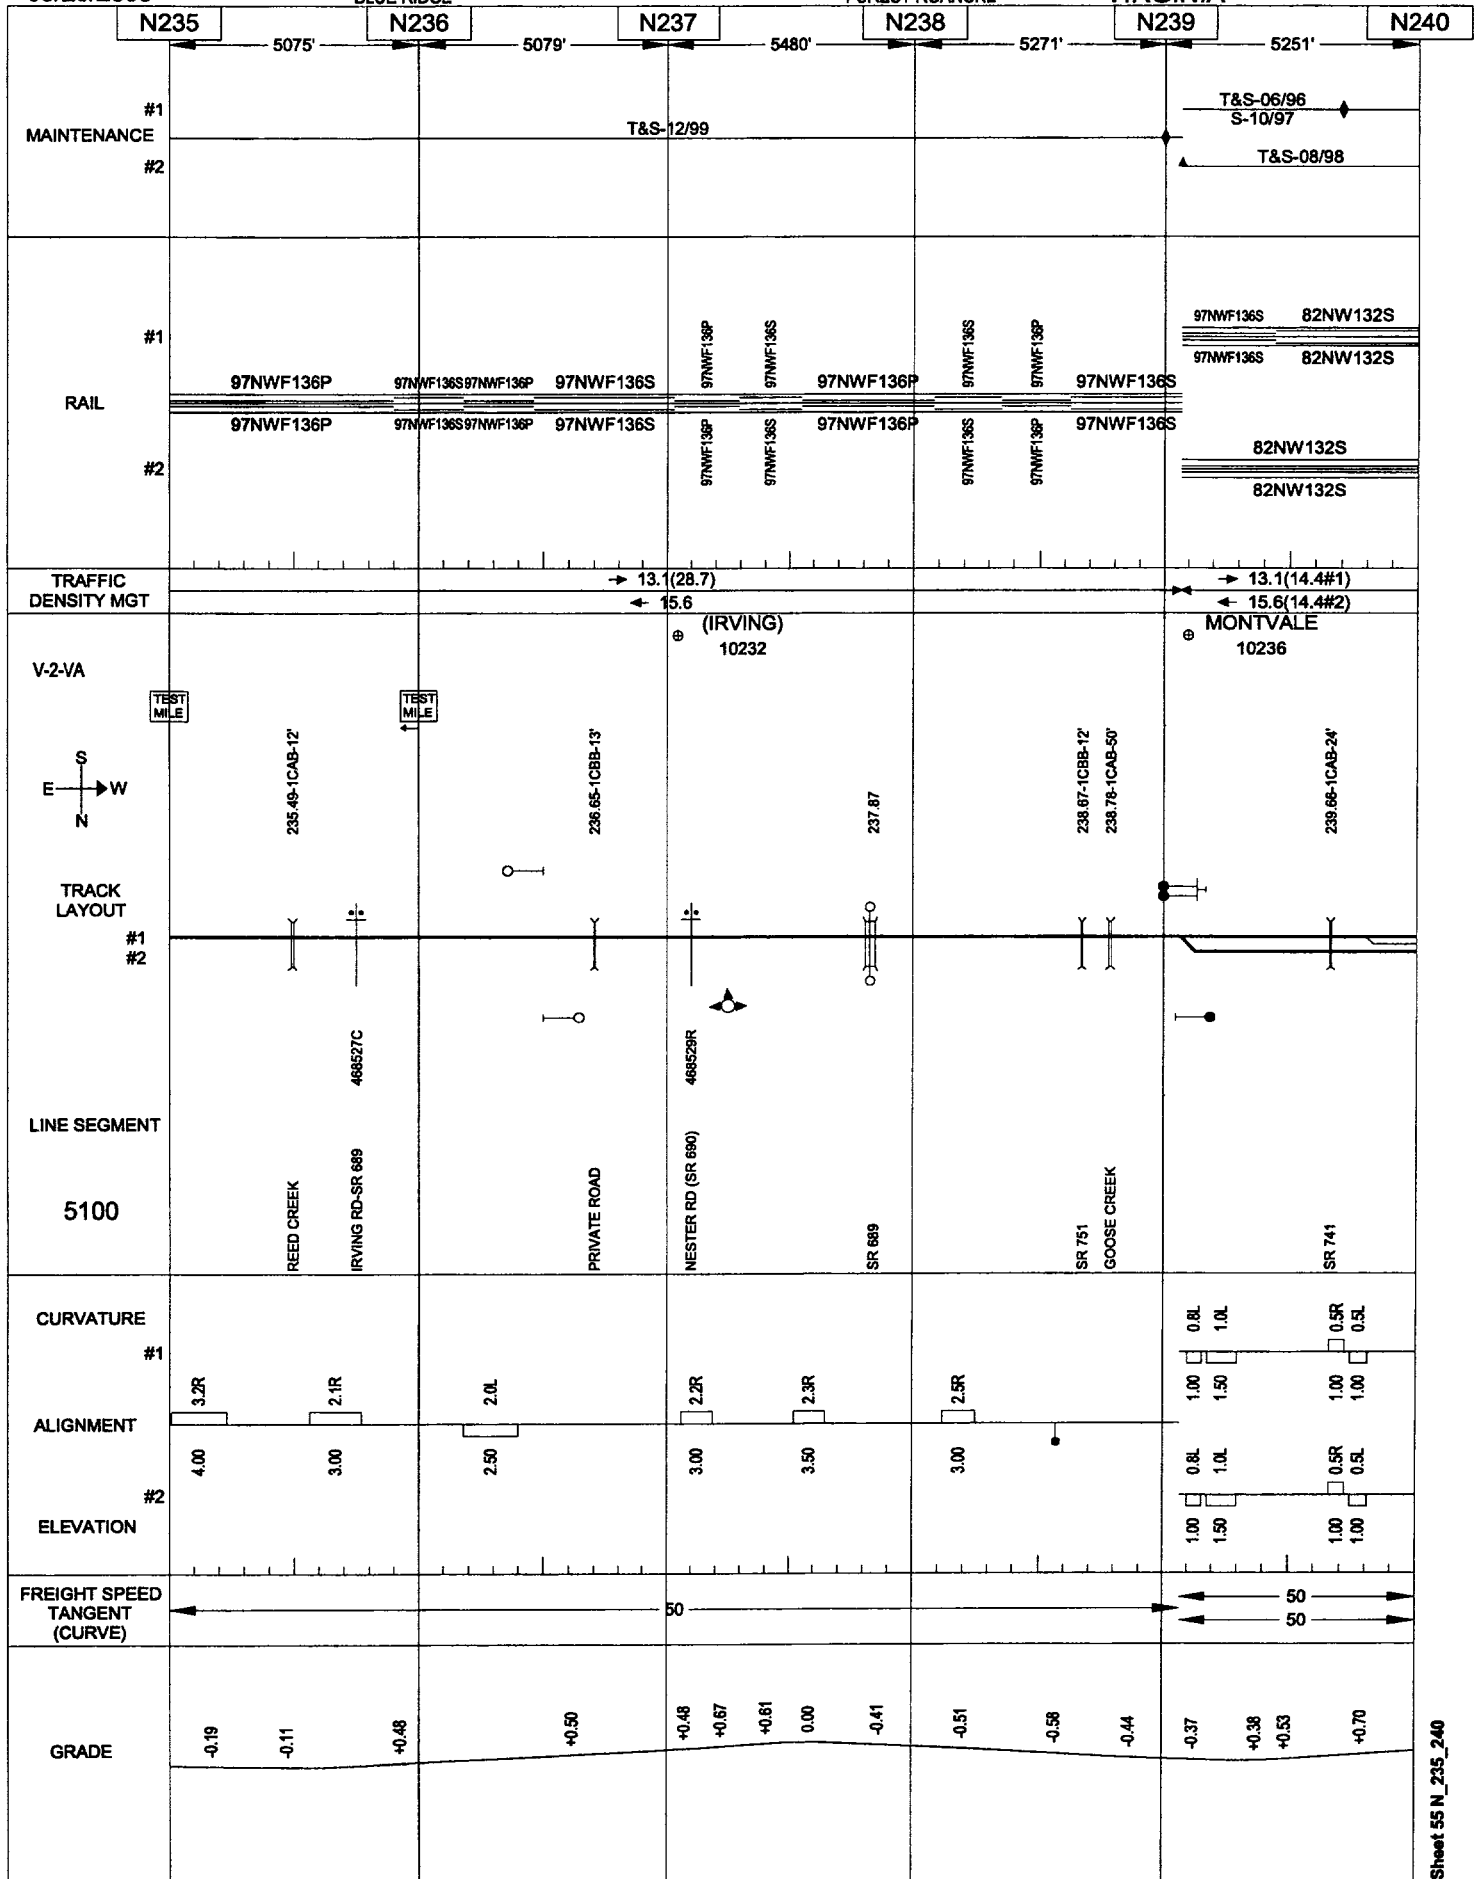 N235 N236 N237 N238 N239 N240
5075' 5079' 5480' 5271' 5251'
#1
MAINTENANCE
#2
T&S-12/99
T&S-06/96
S-10/97
T&S-08/98
#1
RAIL
#2
97NWF136P 97NWF136S 97NWF136P 97NWF136S 97NWF136P 97NWF136S 97NWF136P 97NWF136S 97NWF136P 97NWF136S
97NWF136P 97NWF136S 97NWF136P 97NWF136S 97NWF136P 97NWF136S 97NWF136P 97NWF136S 97NWF136P 97NWF136S
97NWF136S 82NW132S
97NWF136S 82NW132S
82NW132S
82NW132S
TRAFFIC
DENSITY MGT
13.1(28.7)
15.6
13.1(14.4#1)
15.6(14.4#2)
(IRVING)
10232
MONTVALE
10236
V-2-VA
TEST
MILE
TEST
MILE
S
E W
N
235.49-1CAB-12'
236.65-1CBB-13'
237.87
238.67-1CBB-12'
238.78-1CAB-50'
239.66-1CAB-24'
TRACK
LAYOUT
#1
#2
468527C
468529R
LINE SEGMENT
5100
REED CREEK
IRVING RD-SR 689
PRIVATE ROAD
NESTER RD (SR 690)
SR 689
SR 751
GOOSE CREEK
SR 741
CURVATURE
#1
ALIGNMENT
#2
ELEVATION
3.2R 2.1R 2.0L 2.2R 2.3R 2.5R
4.00 3.00 2.50 3.00 3.50 3.00
0.8L 1.0L 0.5R 0.5L
1.00 1.50 1.00 1.00
0.8L 1.0L 0.5R 0.5L
1.00 1.50 1.00 1.00
FREIGHT SPEED
TANGENT
(CURVE)
50
50
50
GRADE
-0.19 -0.11 +0.48 +0.50 +0.48 +0.67 +0.61 0.00 -0.41 -0.51 -0.58 -0.44 -0.37 +0.38 +0.53 +0.70
Sheet 55 N_235_240